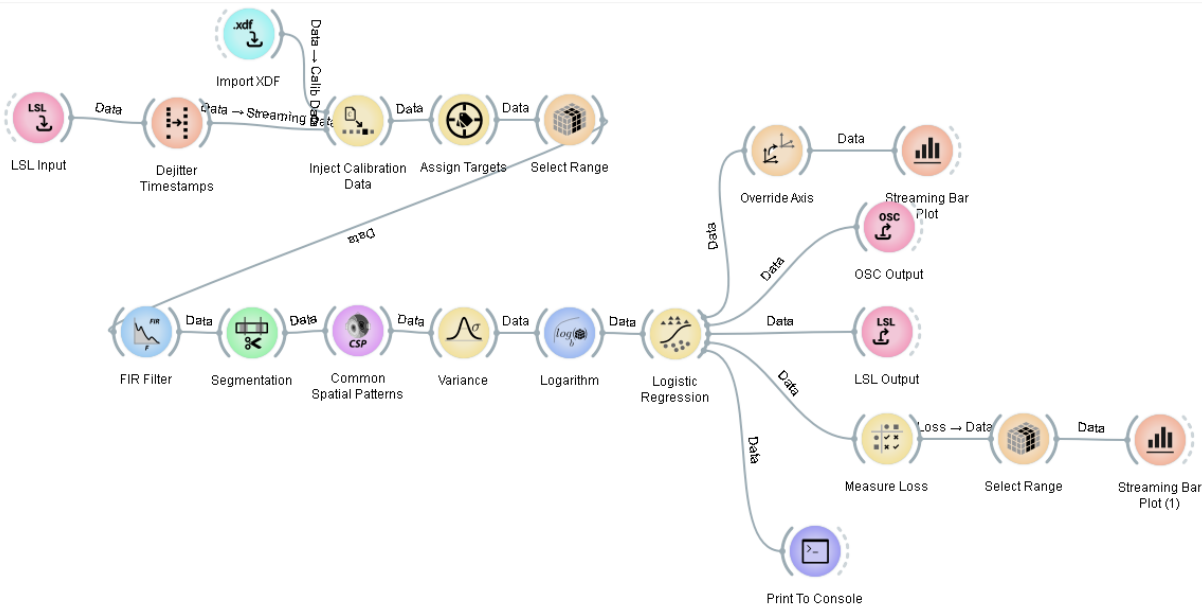 .xdf
Import XDF
Data → Calib Data
LSL
LSL Input
Data
Dejitter
Timestamps
Data → Streaming Data
Inject Calibration
Data
Data
Assign Targets
Data
Select Range
Data
Override Axis
Data
Streaming Bar
Plot
Data
OSC
OSC Output
Data
FIR
F
FIR Filter
Data
Segmentation
Data
CSP
Common
Spatial Patterns
Data
σ
Variance
Data
log
b
Logarithm
Data
Logistic
Regression
Data
Data
LSL
LSL Output
Data
Measure Loss
Loss → Data
Select Range
Data
Streaming Bar
Plot (1)
Data
>_
Print To Console